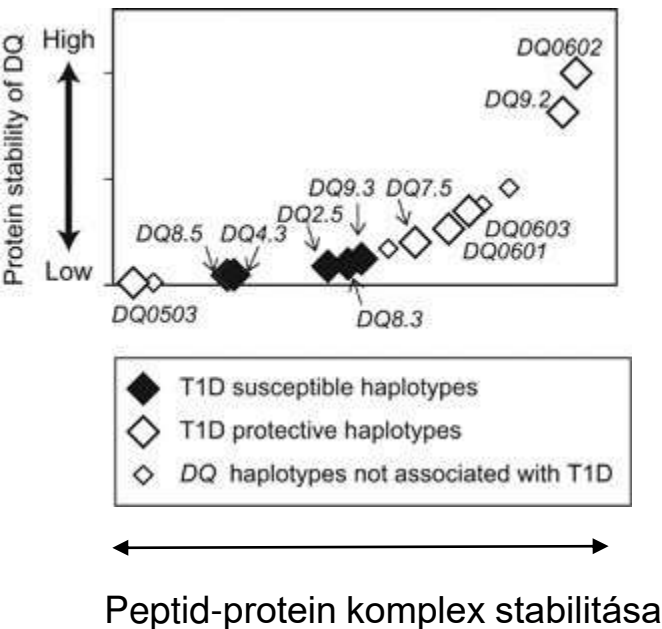 Protein stability of DQ
High
Low
DQ0602
DQ9.2
DQ9.3 DQ7.5
DQ2.5
DQ8.5 DQ4.3
DQ0603
DQ0601
DQ0503
DQ8.3
T1D susceptible haplotypes
T1D protective haplotypes
DQ haplotypes not associated with T1D
Peptid-protein komplex stabilitása